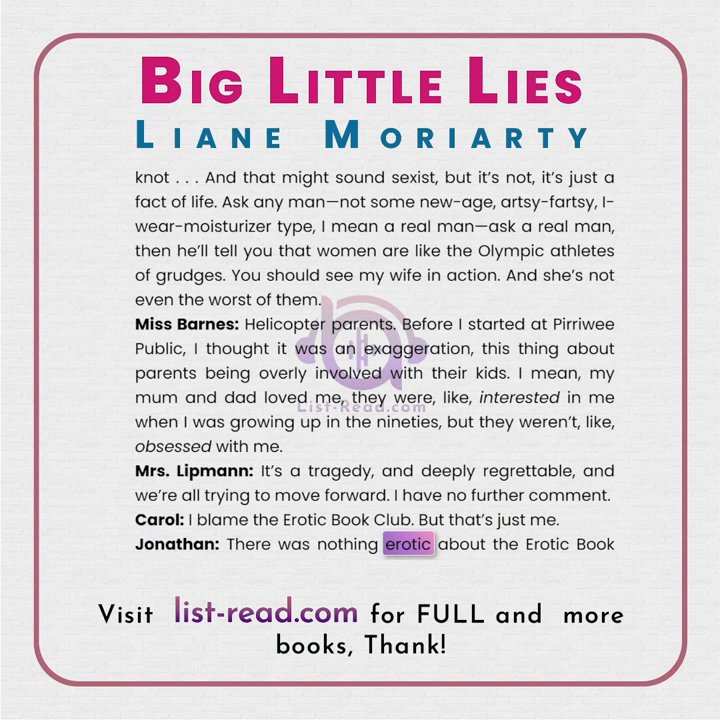 BIG LITTLE LIES
LIANE MORIARTY
knot . . . And that might sound sexist, but it's not, it's just a
fact of life. Ask any man—not some new-age, artsy-fartsy, I-
wear-moisturizer type, I mean a real man—ask a real man,
then he'll tell you that women are like the Olympic athletes
of grudges. You should see my wife in action. And she's not
even the worst of them.
Miss Barnes: Helicopter parents. Before I started at Pirriwee
Public, I thought it was an exaggeration, this thing about
parents being overly involved with their kids. I mean, my
mum and dad loved me, they were, like, interested in me
List-Read.com
when I was growing up in the nineties, but they weren't, like,
obsessed with me.
Mrs. Lipmann: It's a tragedy, and deeply regrettable, and
we're all trying to move forward. I have no further comment.
Carol: I blame the Erotic Book Club. But that's just me.
Jonathan: There was nothing erotic about the Erotic Book
Visit list-read.com for FULL and more
books, Thank!